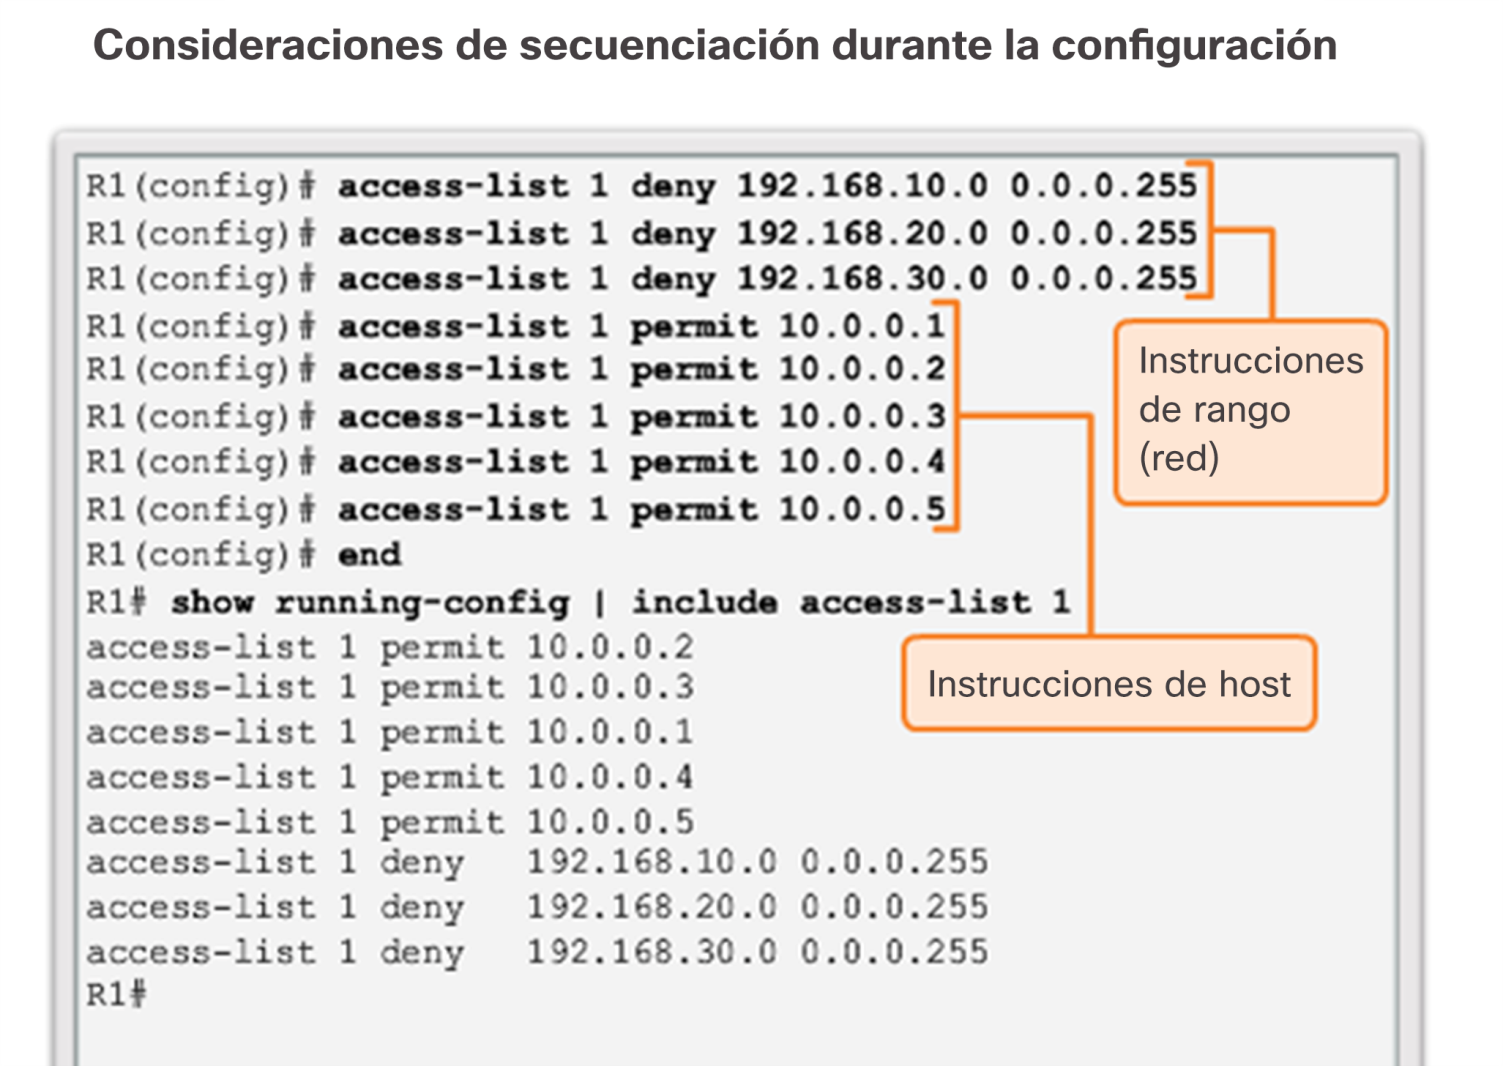 Consideraciones de secuenciación durante la configuración
R1(config)# access-list 1 deny 192.168.10.0 0.0.0.255
R1(config)# access-list 1 deny 192.168.20.0 0.0.0.255
R1(config)# access-list 1 deny 192.168.30.0 0.0.0.255
R1(config)# access-list 1 permit 10.0.0.1
R1(config)# access-list 1 permit 10.0.0.2
R1(config)# access-list 1 permit 10.0.0.3
R1(config)# access-list 1 permit 10.0.0.4
R1(config)# access-list 1 permit 10.0.0.5
R1(config)# end
R1# show running-config | include access-list 1
access-list 1 permit 10.0.0.2
access-list 1 permit 10.0.0.3
access-list 1 permit 10.0.0.1
access-list 1 permit 10.0.0.4
access-list 1 permit 10.0.0.5
access-list 1 deny   192.168.10.0 0.0.0.255
access-list 1 deny   192.168.20.0 0.0.0.255
access-list 1 deny   192.168.30.0 0.0.0.255
R1#
Instrucciones
de rango
(red)
Instrucciones de host